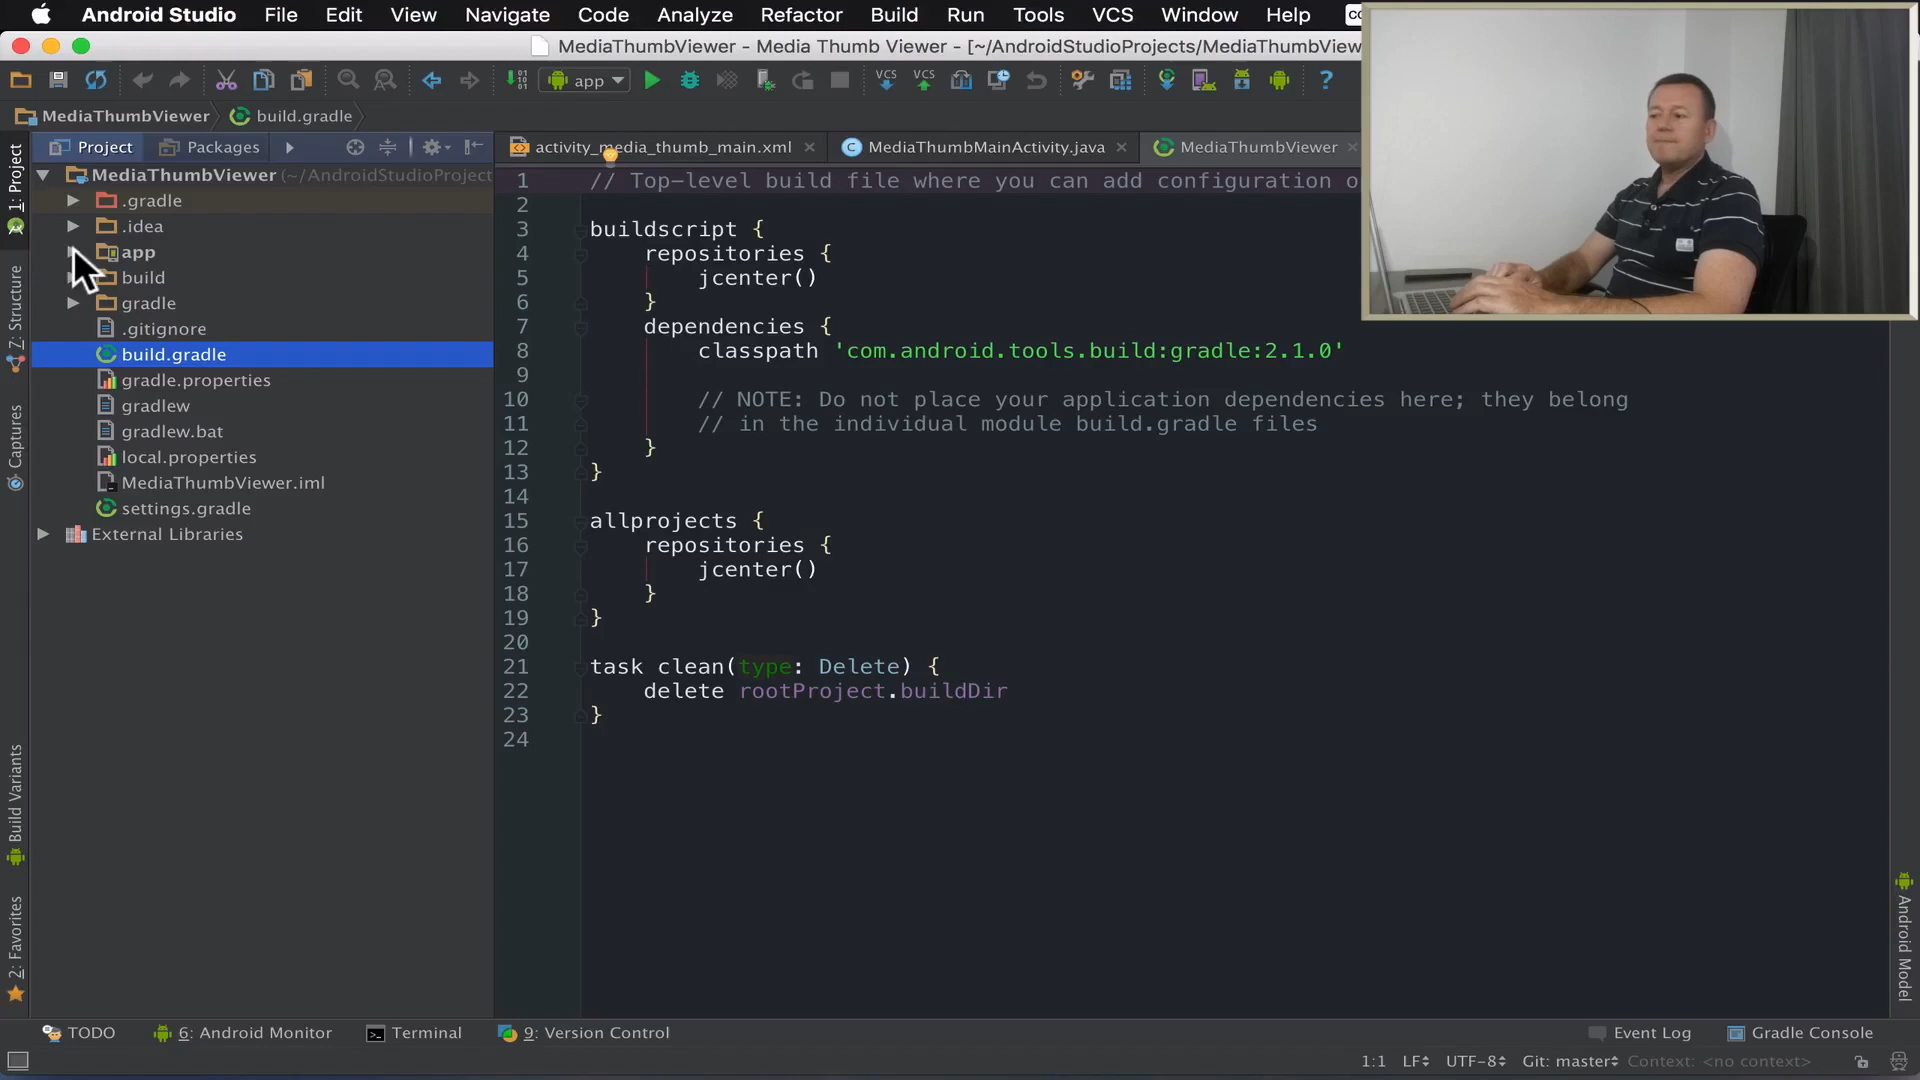 Android Studio File Edit View Navigate Code Analyze Refactor Build Run Tools VCS Window Help
MediaThumbViewer - Media Thumb Viewer - [~/AndroidStudioProjects/MediaThumbView
app VCS VCS ?
MediaThumbViewer build.gradle
Project Packages activity_media_thumb_main.xml MediaThumbMainActivity.java MediaThumbViewer
1: Project
7: Structure
Captures
Build Variants
2: Favorites
MediaThumbViewer (~/AndroidStudioProject
.gradle
.idea
app
build
gradle
.gitignore
build.gradle
gradle.properties
gradlew
gradlew.bat
local.properties
MediaThumbViewer.iml
settings.gradle
External Libraries
1 // Top-level build file where you can add configuration o
2
3 buildscript {
4 repositories {
5 jcenter()
6 }
7 dependencies {
8 classpath 'com.android.tools.build:gradle:2.1.0'
9
10 // NOTE: Do not place your application dependencies here; they belong
11 // in the individual module build.gradle files
12 }
13 }
14
15 allprojects {
16 repositories {
17 jcenter()
18 }
19 }
20
21 task clean(type: Delete) {
22 delete rootProject.buildDir
23 }
24
Android Model
TODO 6: Android Monitor Terminal 9: Version Control Event Log Gradle Console
1:1 LF UTF-8 Git: master Context: <no context>